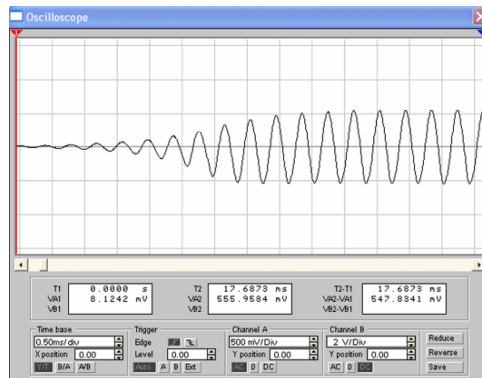 Oscilloscope
1
T1 0.0000 s
VA1 8.1242 mV
VB1
T2 17.6873 ms
VA2 555.9584 mV
VB2
T2-T1 17.6873 ms
VA2-VA1 547.8341 mV
VB2-VB1
Time base
0.50ms/div
X position 0.00
Y/T B/A A/B
Trigger
Edge
Level 0.00
Auto A B Ext
Channel A
500 mV/Div
Y position 0.00
AC 0 DC
Channel B
2 V/Div
Y position 0.00
AC 0 DC
Reduce
Reverse
Save